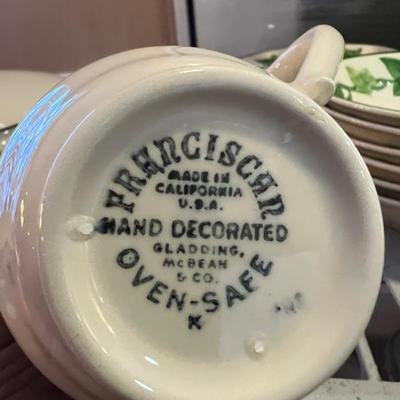 FRANCISCAN
MADE IN
CALIFORNIA
U.S.A.
HAND DECORATED
GLADDING,
McBEAN
& CO.
OVEN-SAFE
K